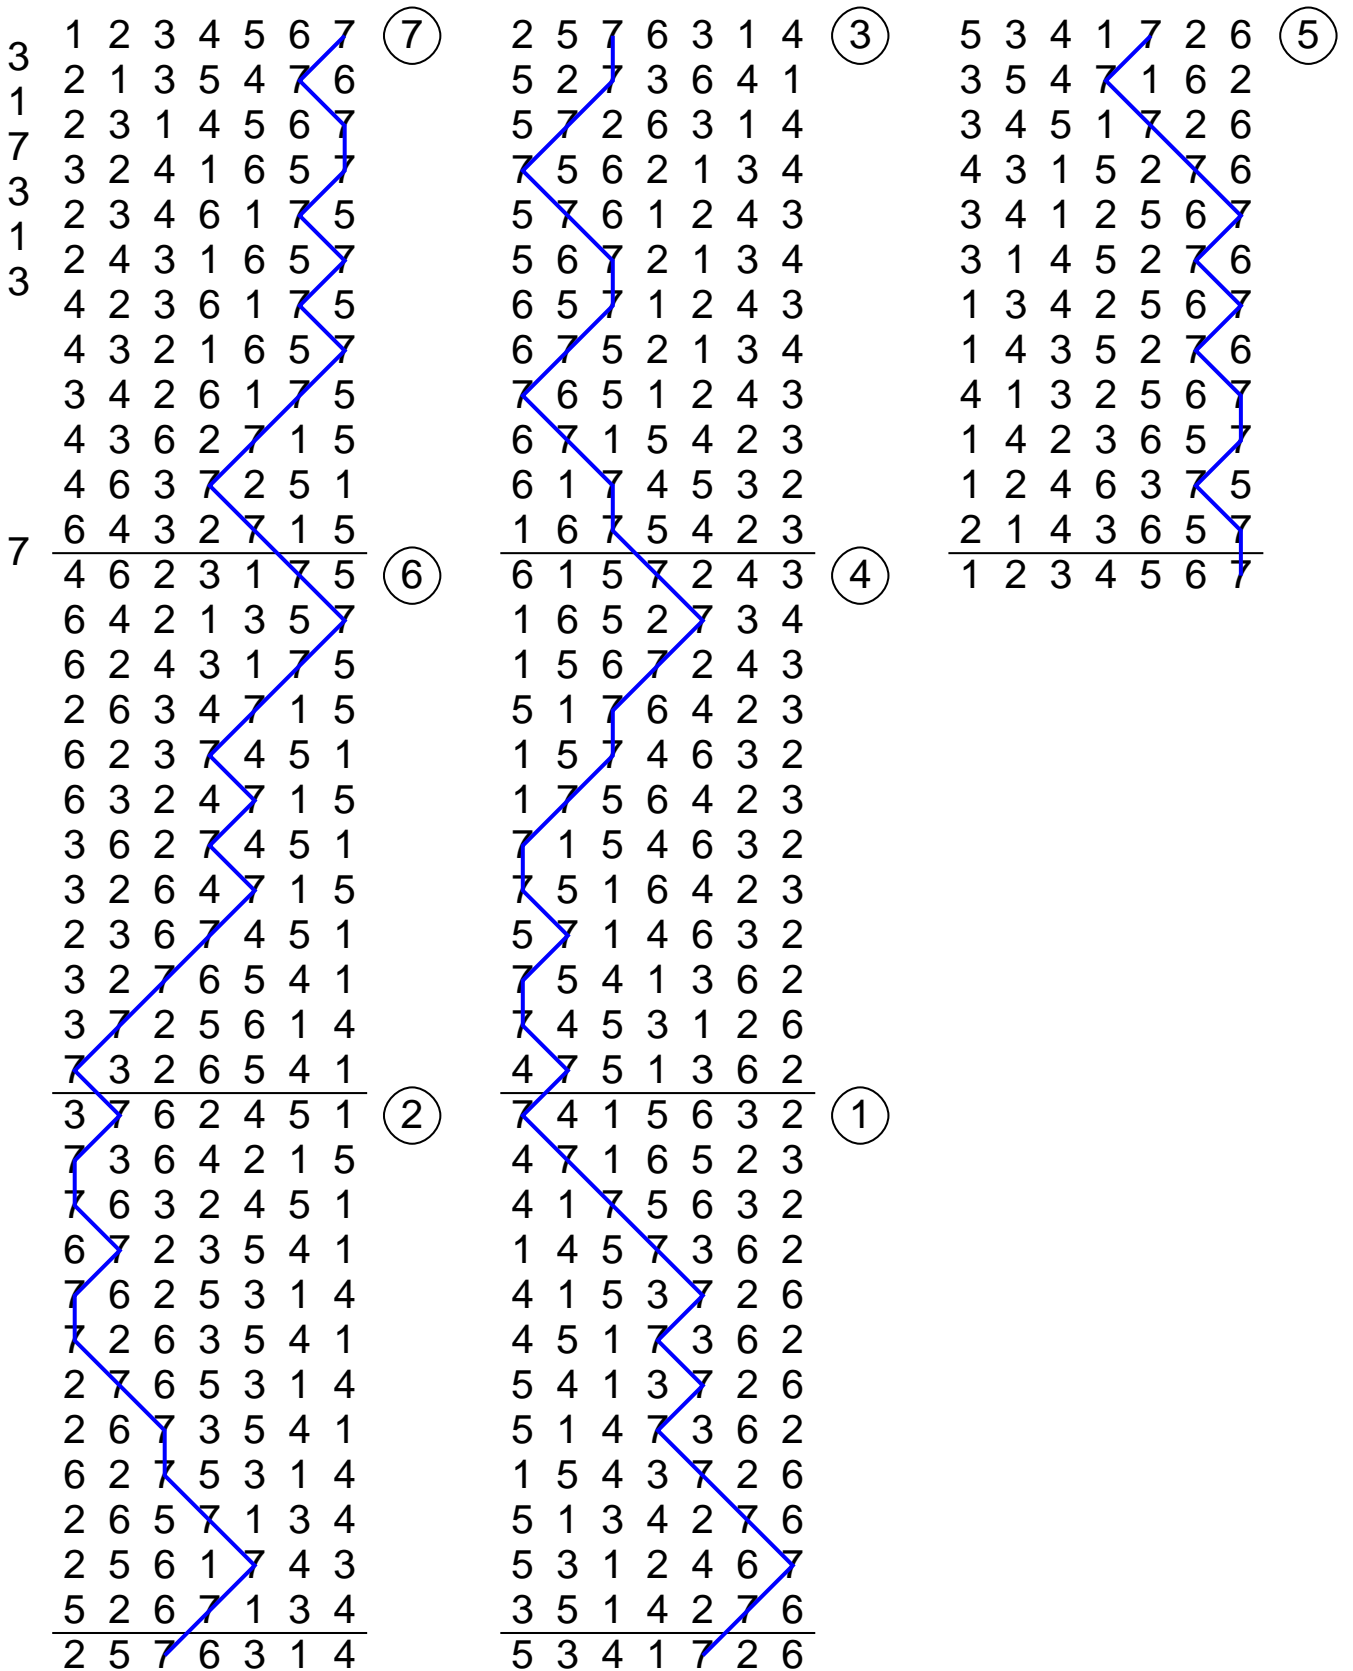 3
1
7
3
1
3
7
1 2 3 4 5 6 7 ⑦
2 1 3 5 4 7 6
2 3 1 4 5 6 7
3 2 4 1 6 5 7
2 3 4 6 1 7 5
2 4 3 1 6 5 7
4 2 3 6 1 7 5
4 3 2 1 6 5 7
3 4 2 6 1 7 5
4 3 6 2 7 1 5
4 6 3 7 2 5 1
6 4 3 2 7 1 5
4 6 2 3 1 7 5 ⑥
6 4 2 1 3 5 7
6 2 4 3 1 7 5
2 6 3 4 7 1 5
6 2 3 7 4 5 1
6 3 2 4 7 1 5
3 6 2 7 4 5 1
3 2 6 4 7 1 5
2 3 6 7 4 5 1
3 2 7 6 5 4 1
3 7 2 5 6 1 4
7 3 2 6 5 4 1
3 7 6 2 4 5 1 ②
7 3 6 4 2 1 5
7 6 3 2 4 5 1
6 7 2 3 5 4 1
7 6 2 5 3 1 4
7 2 6 3 5 4 1
2 7 6 5 3 1 4
2 6 7 3 5 4 1
6 2 7 5 3 1 4
2 6 5 7 1 3 4
2 5 6 1 7 4 3
5 2 6 7 1 3 4
2 5 7 6 3 1 4
2 5 7 6 3 1 4 ③
5 2 7 3 6 4 1
5 7 2 6 3 1 4
7 5 6 2 1 3 4
5 7 6 1 2 4 3
5 6 7 2 1 3 4
6 5 7 1 2 4 3
6 7 5 2 1 3 4
7 6 5 1 2 4 3
6 7 1 5 4 2 3
6 1 7 4 5 3 2
1 6 7 5 4 2 3
6 1 5 7 2 4 3 ④
1 6 5 2 7 3 4
1 5 6 7 2 4 3
5 1 7 6 4 2 3
1 5 7 4 6 3 2
1 7 5 6 4 2 3
7 1 5 4 6 3 2
7 5 1 6 4 2 3
5 7 1 4 6 3 2
7 5 4 1 3 6 2
7 4 5 3 1 2 6
4 7 5 1 3 6 2
7 4 1 5 6 3 2 ①
4 7 1 6 5 2 3
4 1 7 5 6 3 2
1 4 5 7 3 6 2
4 1 5 3 7 2 6
4 5 1 7 3 6 2
5 4 1 3 7 2 6
5 1 4 7 3 6 2
1 5 4 3 7 2 6
5 1 3 4 2 7 6
5 3 1 2 4 6 7
3 5 1 4 2 7 6
5 3 4 1 7 2 6
5 3 4 1 7 2 6 ⑤
3 5 4 7 1 6 2
3 4 5 1 7 2 6
4 3 1 5 2 7 6
3 4 1 2 5 6 7
3 1 4 5 2 7 6
1 3 4 2 5 6 7
1 4 3 5 2 7 6
4 1 3 2 5 6 7
1 4 2 3 6 5 7
1 2 4 6 3 7 5
2 1 4 3 6 5 7
1 2 3 4 5 6 7